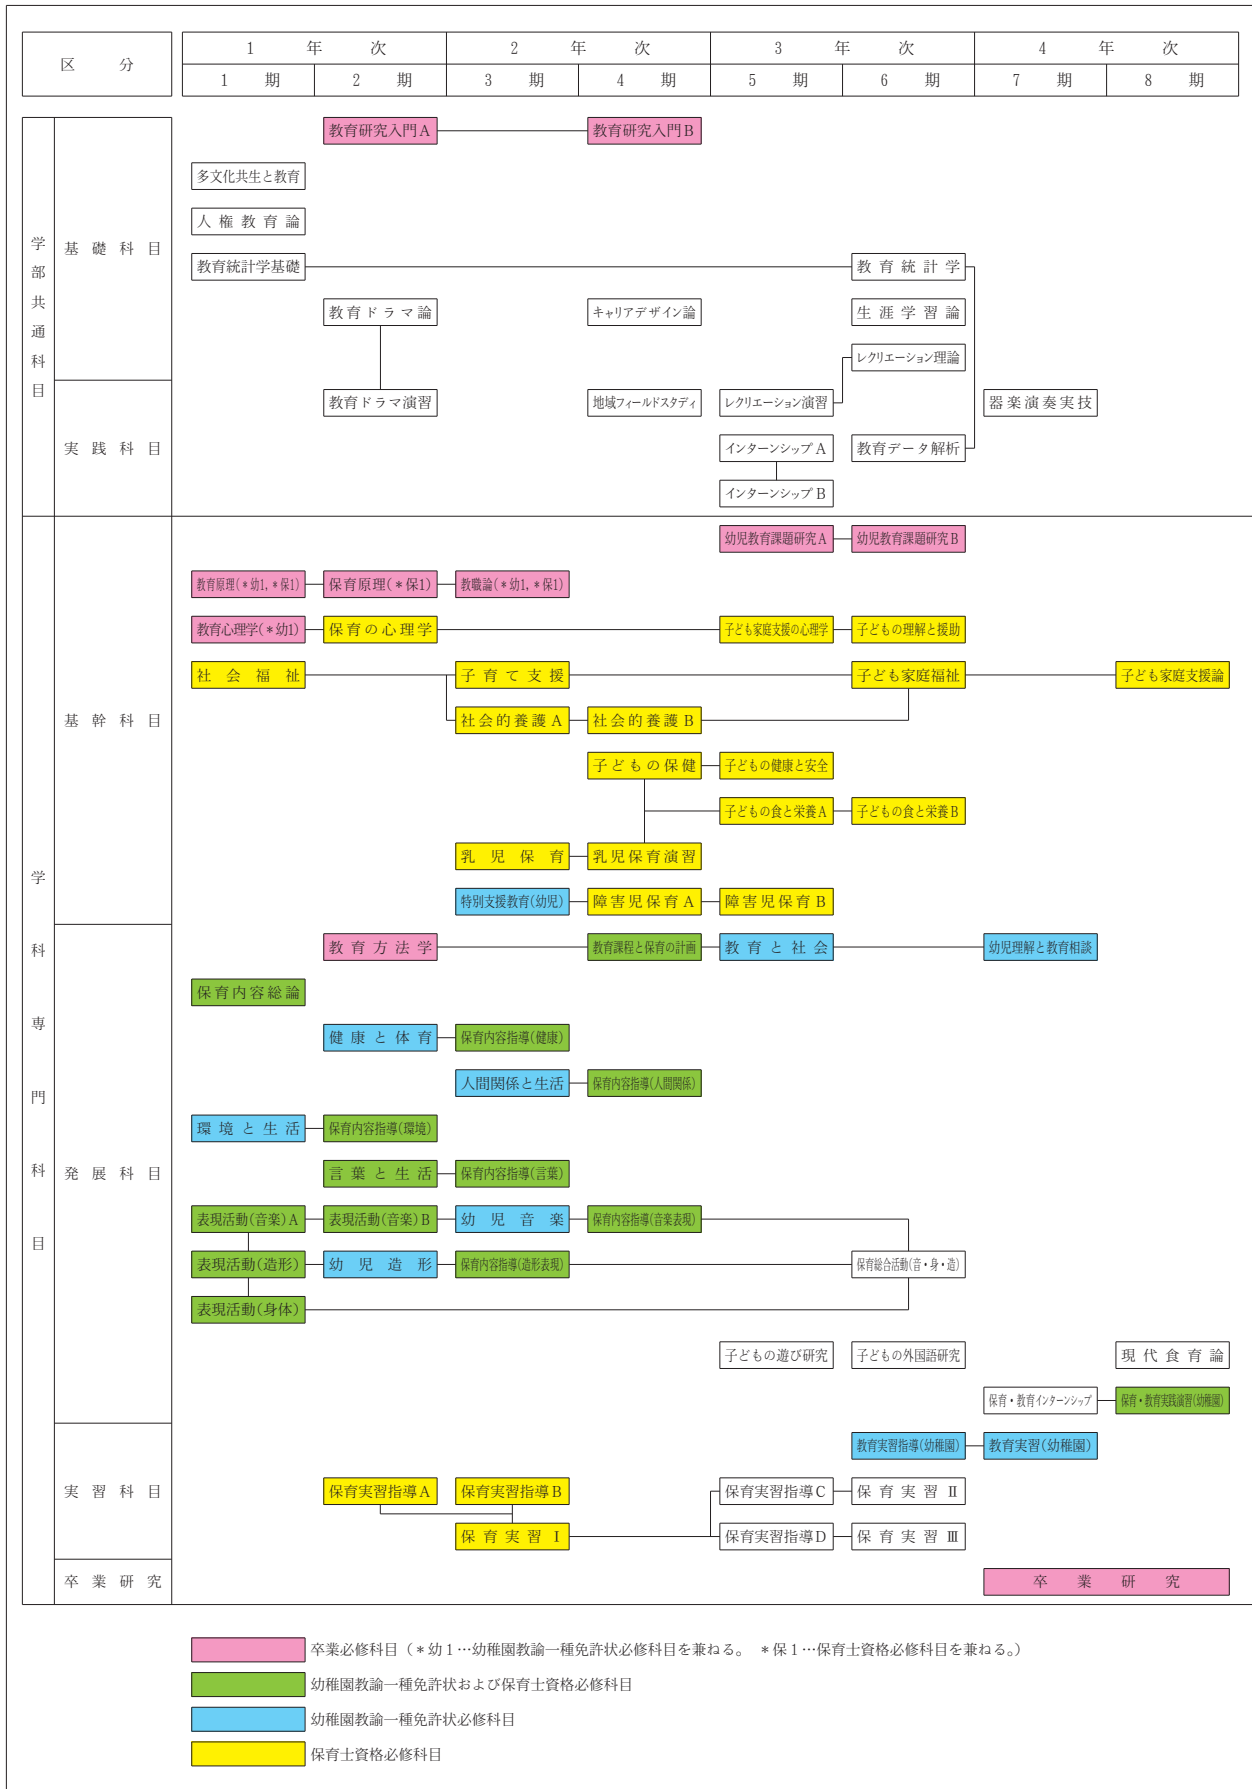 区分
1年次 2年次 3年次 4年次
1期 2期 3期 4期 5期 6期 7期 8期
学部共通科目
基礎科目
教育研究入門A 教育研究入門B
多文化共生と教育
人権教育論
教育統計学基礎 教育統計学
教育ドラマ論 キャリアデザイン論 生涯学習論
レクリエーション理論
実践科目
教育ドラマ演習 地域フィールドスタディ レクリエーション演習 器楽演奏実技
インターンシップA 教育データ解析
インターンシップB
学科専門科目
基幹科目
幼児教育課題研究A 幼児教育課題研究B
教育原理(*幼1,*保1) 保育原理(*保1) 教職論(*幼1,*保1)
教育心理学(*幼1) 保育の心理学 子ども家庭支援の心理学 子どもの理解と援助
社会福祉 子育て支援 子ども家庭福祉 子ども家庭支援論
社会的養護A 社会的養護B
子どもの保健 子どもの健康と安全
子どもの食と栄養A 子どもの食と栄養B
乳児保育 乳児保育演習
特別支援教育(幼児) 障害児保育A 障害児保育B
発展科目
教育方法学 教育課程と保育の計画 教育と社会 幼児理解と教育相談
保育内容総論
健康と体育 保育内容指導(健康)
人間関係と生活 保育内容指導(人間関係)
環境と生活 保育内容指導(環境)
言葉と生活 保育内容指導(言葉)
表現活動(音楽)A 表現活動(音楽)B 幼児音楽 保育内容指導(音楽表現)
表現活動(造形) 幼児造形 保育内容指導(造形表現) 保育総合活動(音・身・造)
表現活動(身体)
子どもの遊び研究 子どもの外国語研究 現代食育論
保育・教育インターンシップ 保育・教育実践演習(幼稚園)
実習科目
教育実習指導(幼稚園) 教育実習(幼稚園)
保育実習指導A 保育実習指導B 保育実習指導C 保育実習Ⅱ
保育実習Ⅰ 保育実習指導D 保育実習Ⅲ
卒業研究
卒業研究
卒業必修科目(*幼1…幼稚園教諭一種免許状必修科目を兼ねる。 *保1…保育士資格必修科目を兼ねる。)
幼稚園教諭一種免許状および保育士資格必修科目
幼稚園教諭一種免許状必修科目
保育士資格必修科目